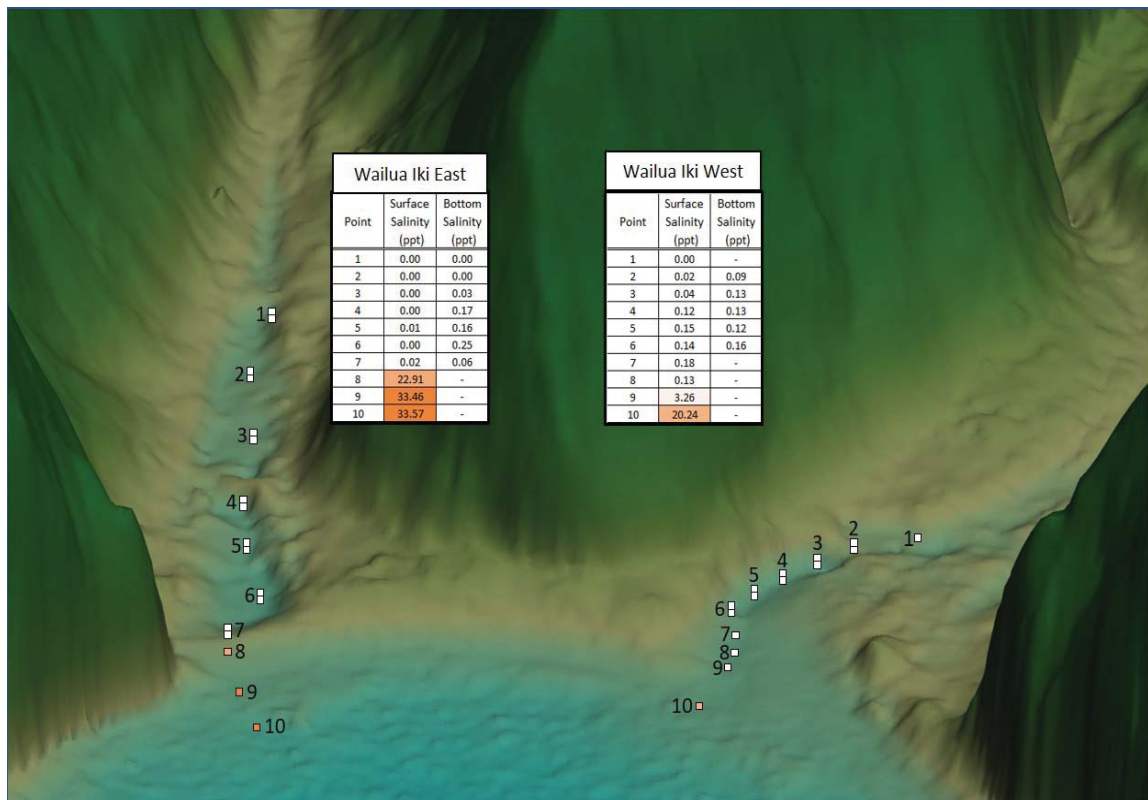 Wailua Iki East
Point Surface Salinity (ppt) Bottom Salinity (ppt)
1 0.00 0.00
2 0.00 0.00
3 0.00 0.03
4 0.00 0.17
5 0.01 0.16
6 0.00 0.25
7 0.02 0.06
8 22.91 -
9 33.46 -
10 33.57 -
Wailua Iki West
Point Surface Salinity (ppt) Bottom Salinity (ppt)
1 0.00 -
2 0.02 0.09
3 0.04 0.13
4 0.12 0.13
5 0.15 0.12
6 0.14 0.16
7 0.18 -
8 0.13 -
9 3.26 -
10 20.24 -
1
2
3
4
5
6
7
8
9
10
1
2
3
4
5
6
7
8
9
10